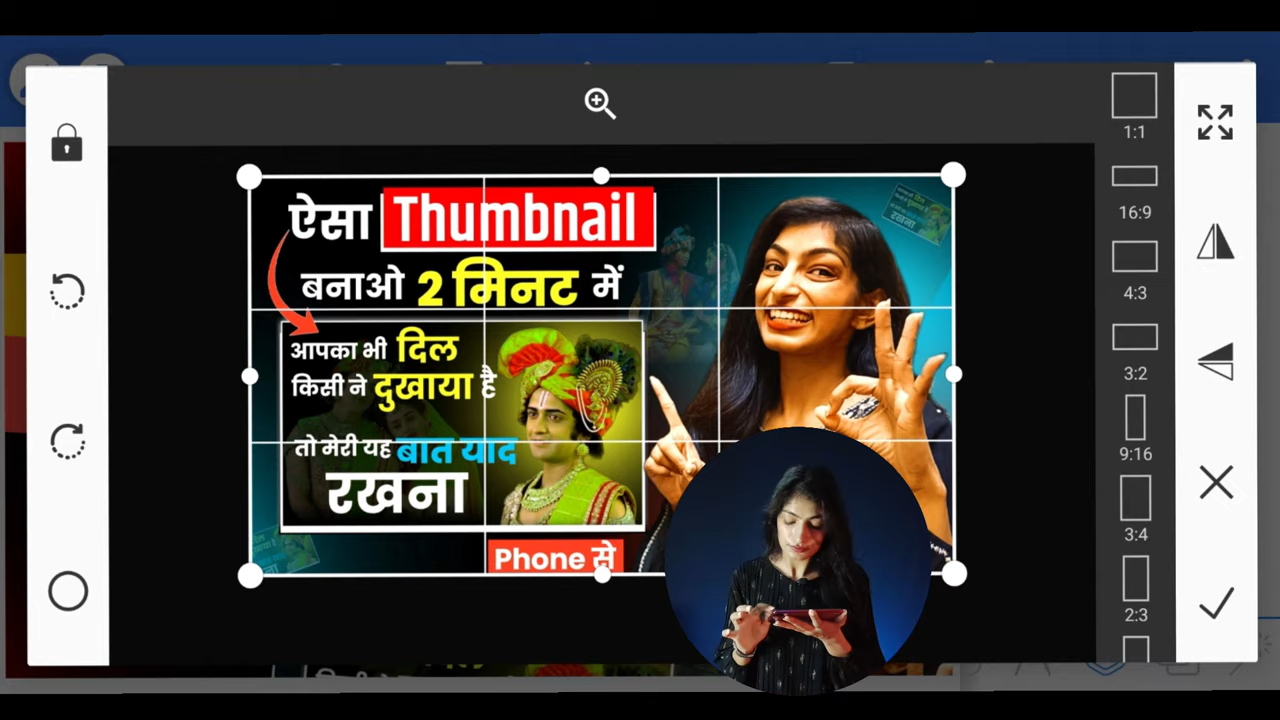 ऐसा Thumbnail
बनाओ 2 मिनट में
आपका भी दिल
किसी ने दुखाया है
तो मेरी यह बात याद
रखना
Phone से
रखना
1:1
16:9
4:3
3:2
9:16
3:4
2:3